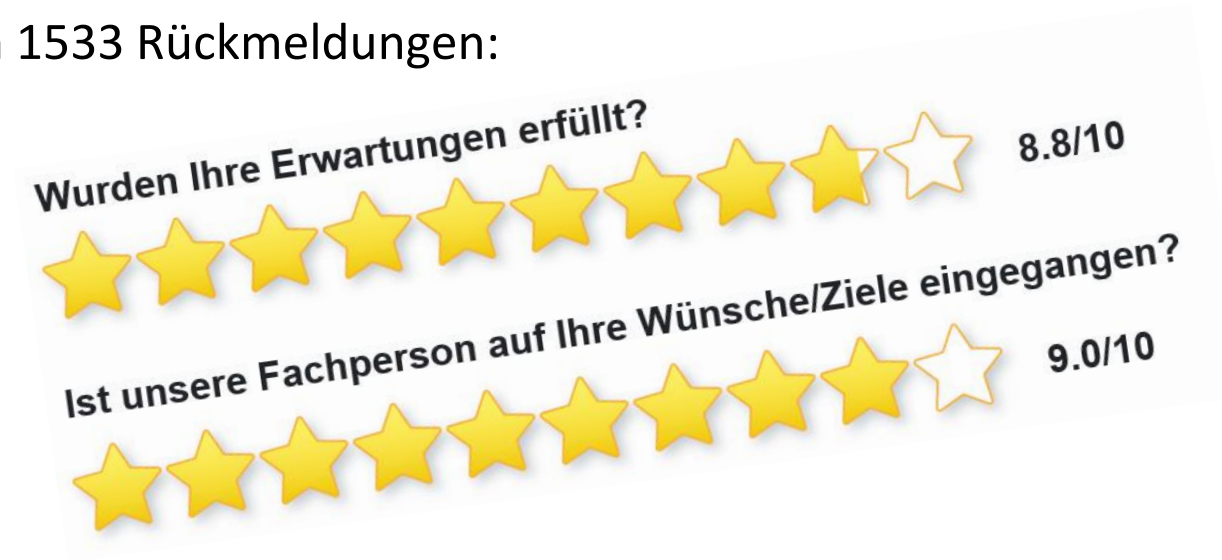 1533 Rückmeldungen:
Wurden Ihre Erwartungen erfüllt?
8.8/10
Ist unsere Fachperson auf Ihre Wünsche/Ziele eingegangen?
9.0/10